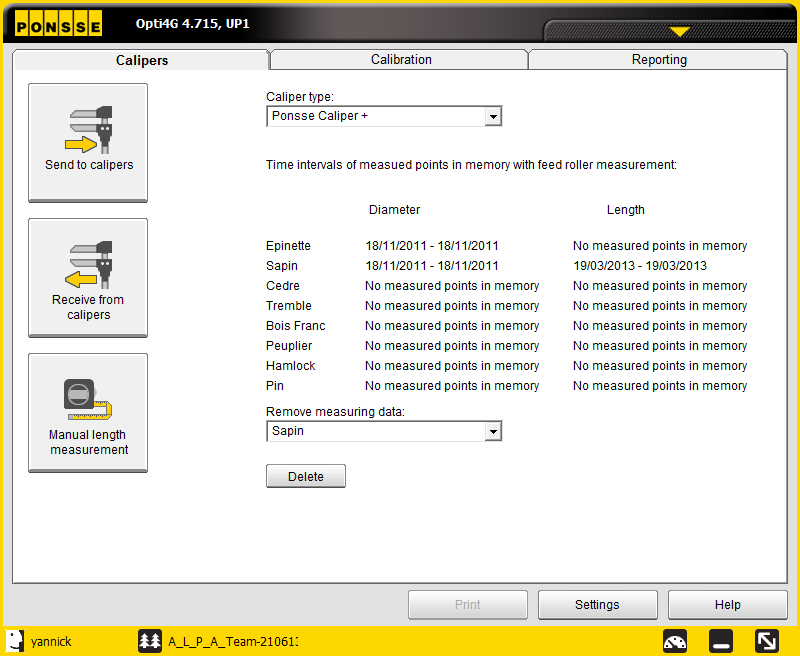 PONSSE
Opti4G 4.715, UP1
Calipers Calibration Reporting
Send to calipers
Receive from
calipers
Manual length
measurement
Caliper type:
Ponsse Caliper +
Time intervals of measued points in memory with feed roller measurement:
Diameter Length
Epinette 18/11/2011 - 18/11/2011 No measured points in memory
Sapin 18/11/2011 - 18/11/2011 19/03/2013 - 19/03/2013
Cedre No measured points in memory No measured points in memory
Tremble No measured points in memory No measured points in memory
Bois Franc No measured points in memory No measured points in memory
Peuplier No measured points in memory No measured points in memory
Hamlock No measured points in memory No measured points in memory
Pin No measured points in memory No measured points in memory
Remove measuring data:
Sapin
Delete
Print Settings Help
yannick A_L_P_A_Team-21061